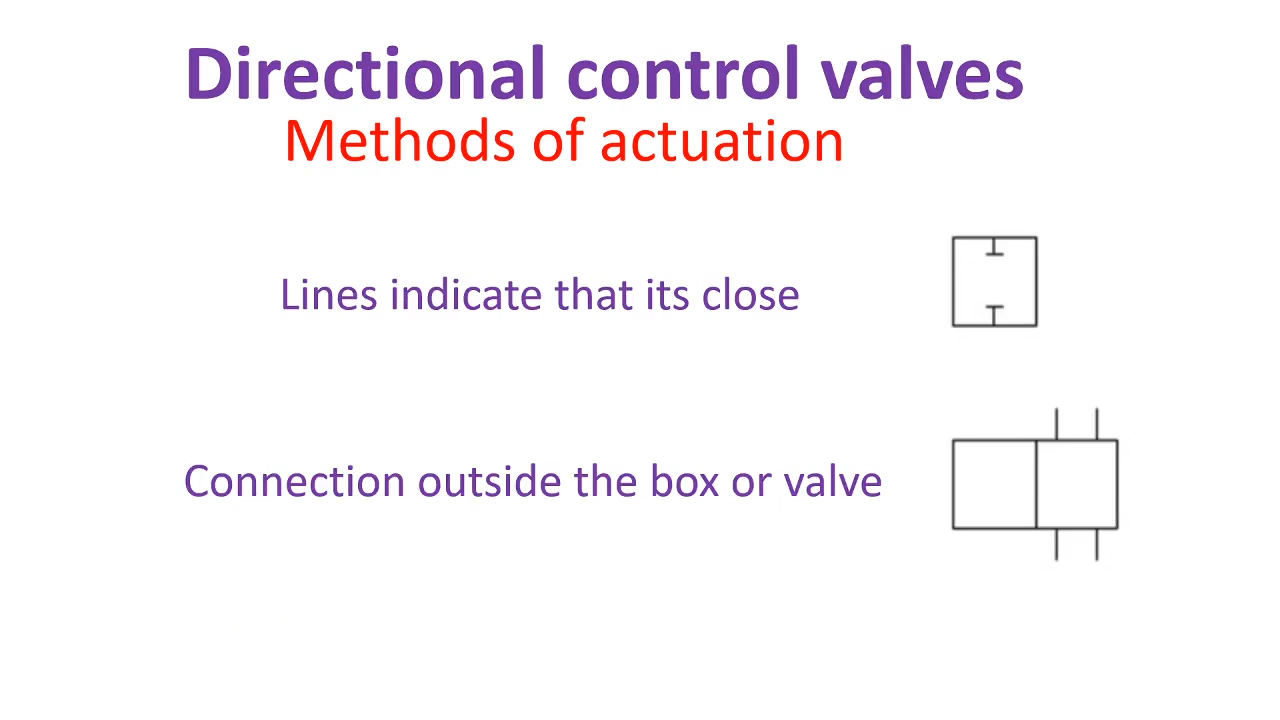 Directional control valves
Methods of actuation
Lines indicate that its close
Connection outside the box or valve